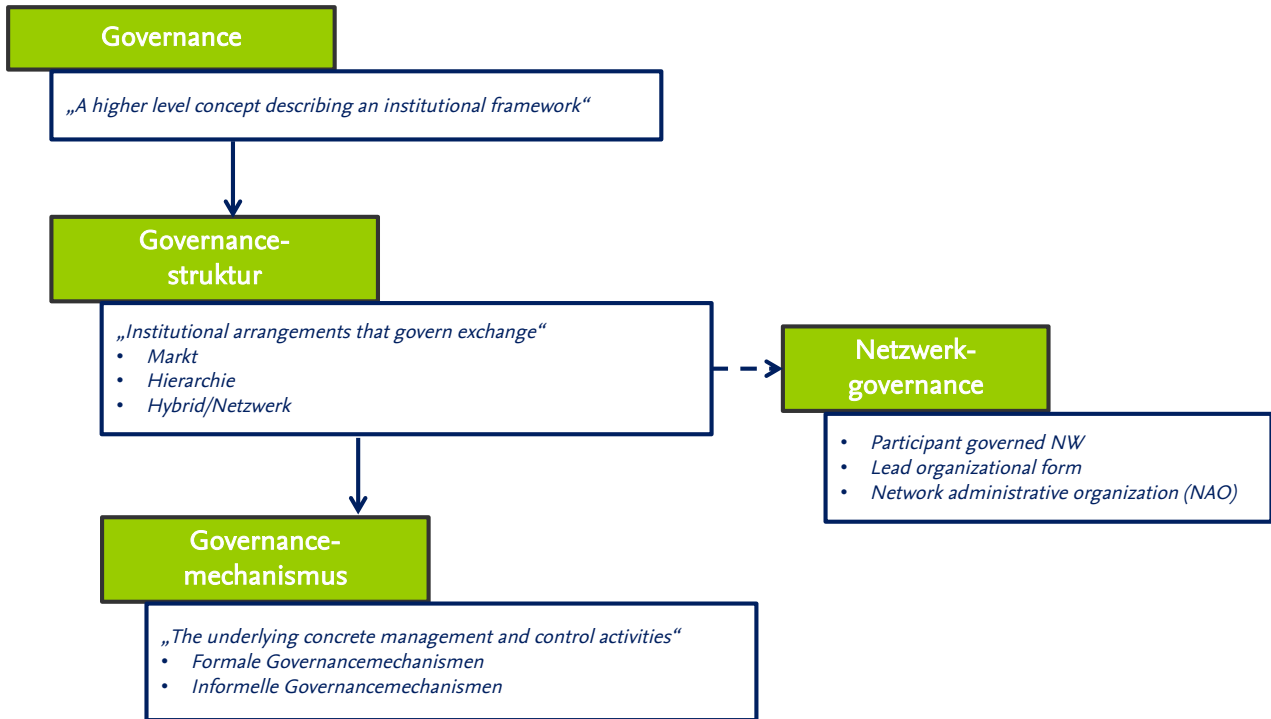 Governance
„A higher level concept describing an institutional framework“
Governance-
struktur
„Institutional arrangements that govern exchange“
• Markt
• Hierarchie
• Hybrid/Netzwerk
Netzwerk-
governance
• Participant governed NW
• Lead organizational form
• Network administrative organization (NAO)
Governance-
mechanismus
„The underlying concrete management and control activities“
• Formale Governancemechanismen
• Informelle Governancemechanismen